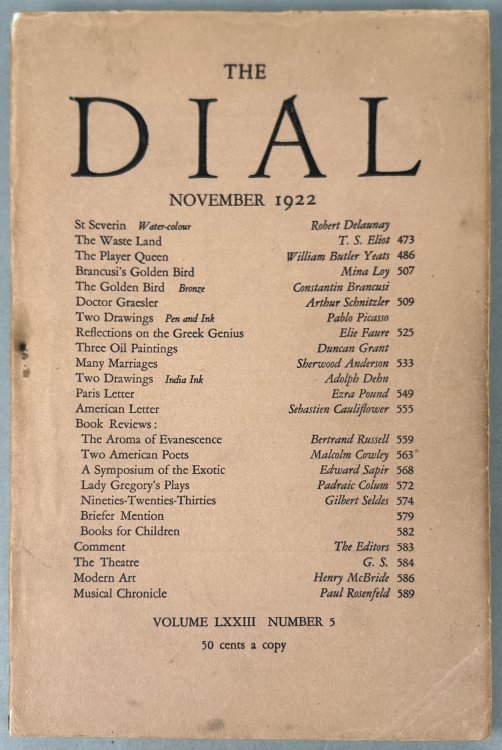 THE
DIAL
NOVEMBER 1922
St Severin Water-colour Robert Delaunay
The Waste Land T. S. Eliot 473
The Player Queen William Butler Yeats 486
Brancusi's Golden Bird Mina Loy 507
The Golden Bird Bronze Constantin Brancusi
Doctor Graesler Arthur Schnitzler 509
Two Drawings Pen and Ink Pablo Picasso
Reflections on the Greek Genius Elie Faure 525
Three Oil Paintings Duncan Grant
Many Marriages Sherwood Anderson 533
Two Drawings India Ink Adolph Dehn
Paris Letter Ezra Pound 549
American Letter Sebastien Cauliflower 555
Book Reviews:
The Aroma of Evanescence Bertrand Russell 559
Two American Poets Malcolm Cowley 563
A Symposium of the Exotic Edward Sapir 568
Lady Gregory's Plays Padraic Colum 572
Nineties-Twenties-Thirties Gilbert Seldes 574
Briefer Mention 579
Books for Children 582
Comment The Editors 583
The Theatre G. S. 584
Modern Art Henry McBride 586
Musical Chronicle Paul Rosenfeld 589
VOLUME LXXIII NUMBER 5
50 cents a copy